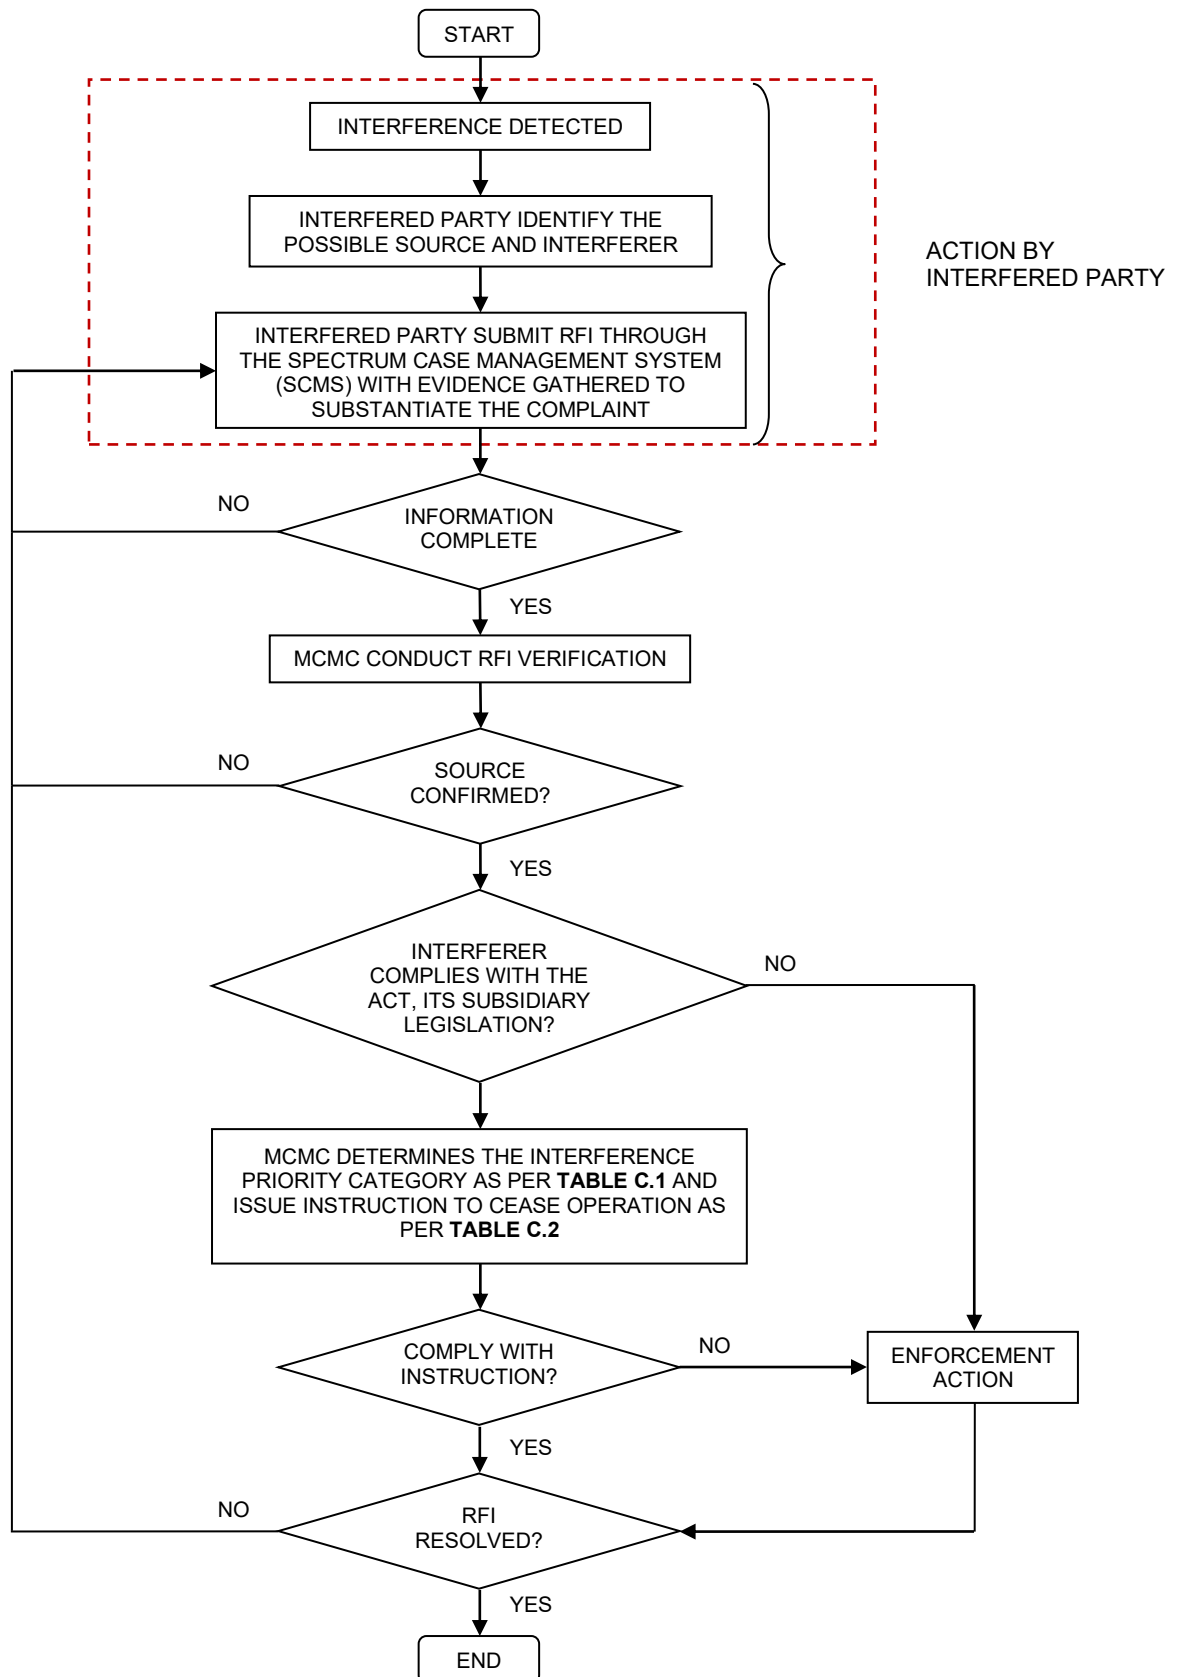 START
INTERFERENCE DETECTED
INTERFERED PARTY IDENTIFY THE
POSSIBLE SOURCE AND INTERFERER
ACTION BY
INTERFERED PARTY
INTERFERED PARTY SUBMIT RFI THROUGH
THE SPECTRUM CASE MANAGEMENT SYSTEM
(SCMS) WITH EVIDENCE GATHERED TO
SUBSTANTIATE THE COMPLAINT
NO
INFORMATION
COMPLETE
YES
MCMC CONDUCT RFI VERIFICATION
NO
SOURCE
CONFIRMED?
YES
INTERFERER
COMPLIES WITH THE
ACT, ITS SUBSIDIARY
LEGISLATION?
NO
MCMC DETERMINES THE INTERFERENCE
PRIORITY CATEGORY AS PER TABLE C.1 AND
ISSUE INSTRUCTION TO CEASE OPERATION AS
PER TABLE C.2
COMPLY WITH
INSTRUCTION?
NO
ENFORCEMENT
ACTION
YES
NO
RFI
RESOLVED?
YES
END